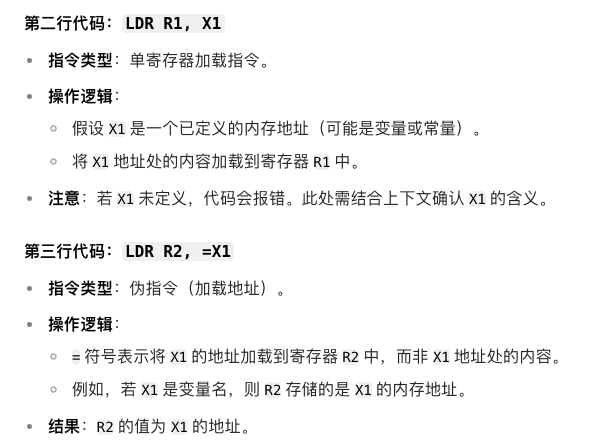 第二行代码：LDR R1, X1
• 指令类型：单寄存器加载指令。
• 操作逻辑：
◦ 假设 X1 是一个已定义的内存地址（可能是变量或常量）。
◦ 将 X1 地址处的内容加载到寄存器 R1 中。
• 注意：若 X1 未定义，代码会报错。此处需结合上下文确认 X1 的含义。
第三行代码：LDR R2, =X1
• 指令类型：伪指令（加载地址）。
• 操作逻辑：
◦ = 符号表示将 X1 的地址加载到寄存器 R2 中，而非 X1 地址处的内容。
◦ 例如，若 X1 是变量名，则 R2 存储的是 X1 的内存地址。
• 结果：R2 的值为 X1 的地址。